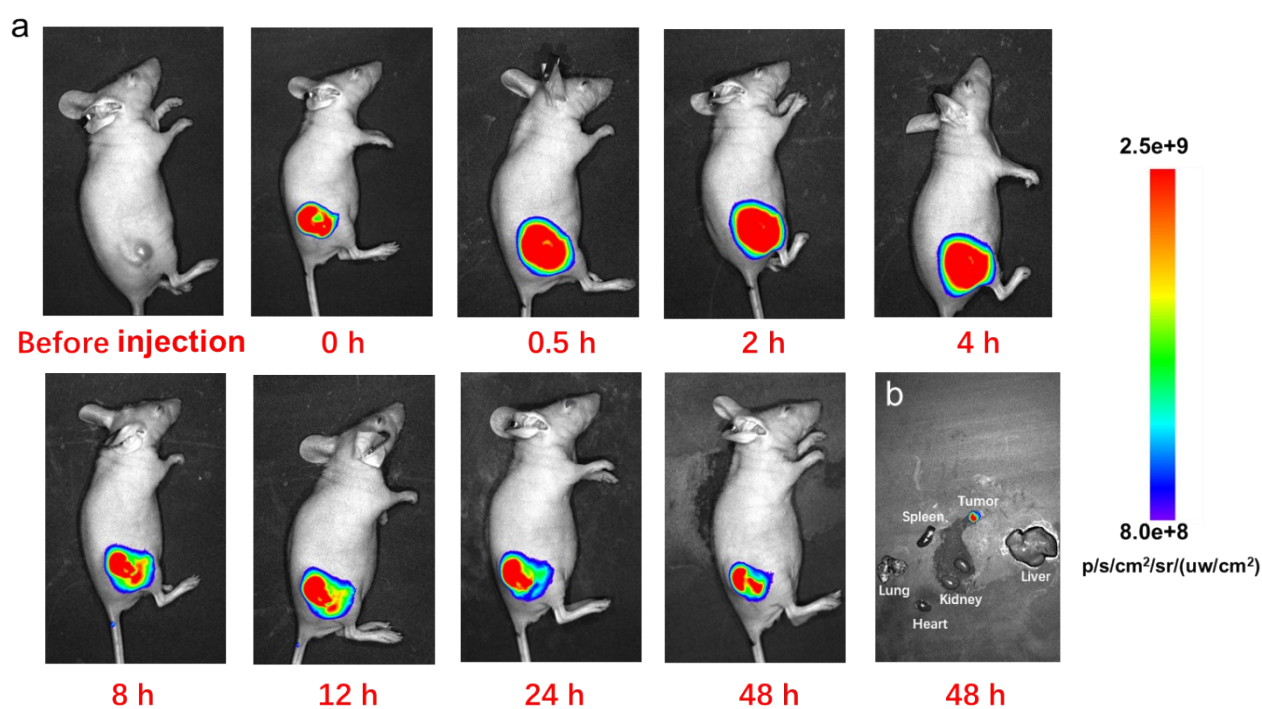 a
2.5e+9
Before injection
0 h
0.5 h
2 h
4 h
b
Tumor
Spleen
8.0e+8
p/s/cm²/sr/(uw/cm²)
Liver
Lung
Kidney
Heart
8 h
12 h
24 h
48 h
48 h